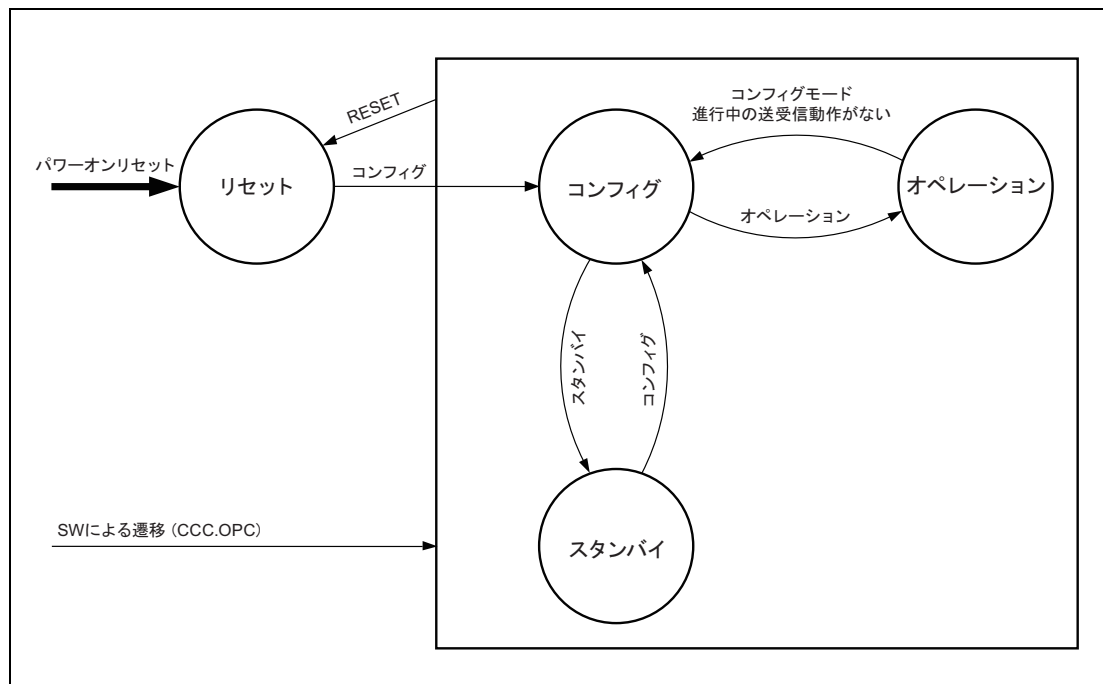 パワーオンリセット
リセット
RESET
コンフィグ
コンフィグ
コンフィグモード
進行中の送受信動作がない
オペレーション
オペレーション
スタンバイ
コンフィグ
スタンバイ
SWによる遷移 (CCC.OPC)